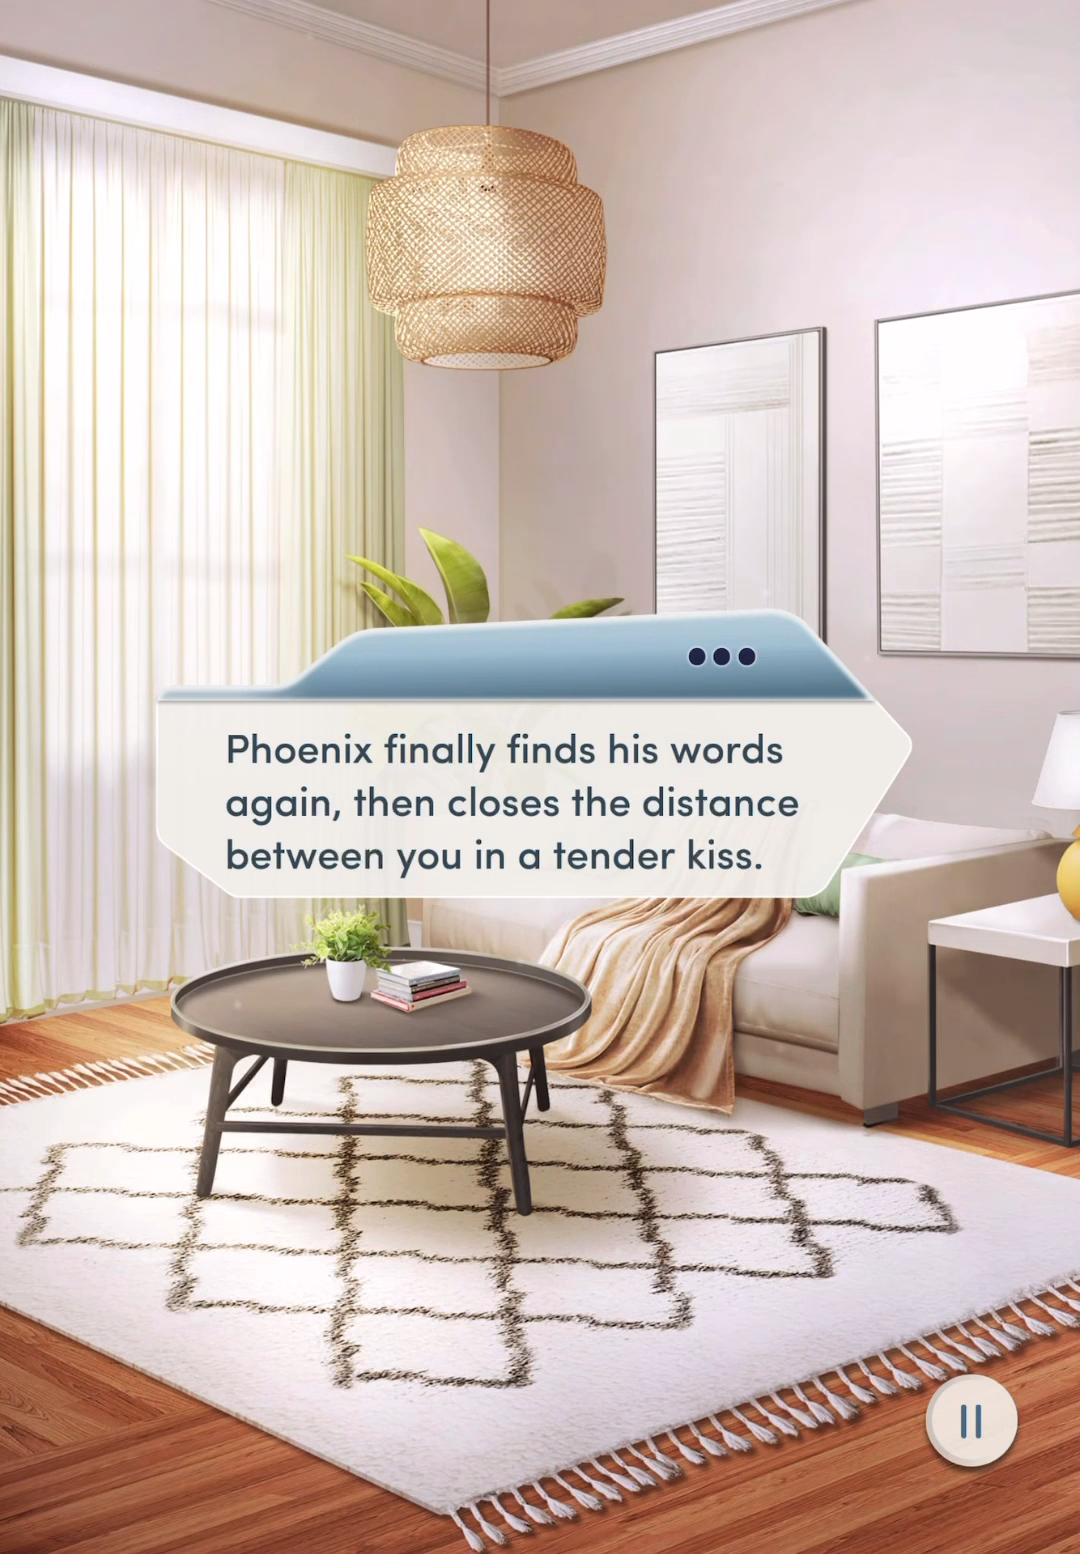 Phoenix finally finds his words
again, then closes the distance
between you in a tender kiss.